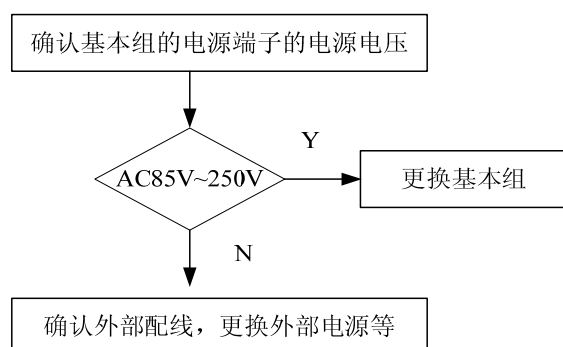 确认基本组的电源端子的电源电压
Y
AC85V~250V
更换基本组
N
确认外部配线，更换外部电源等